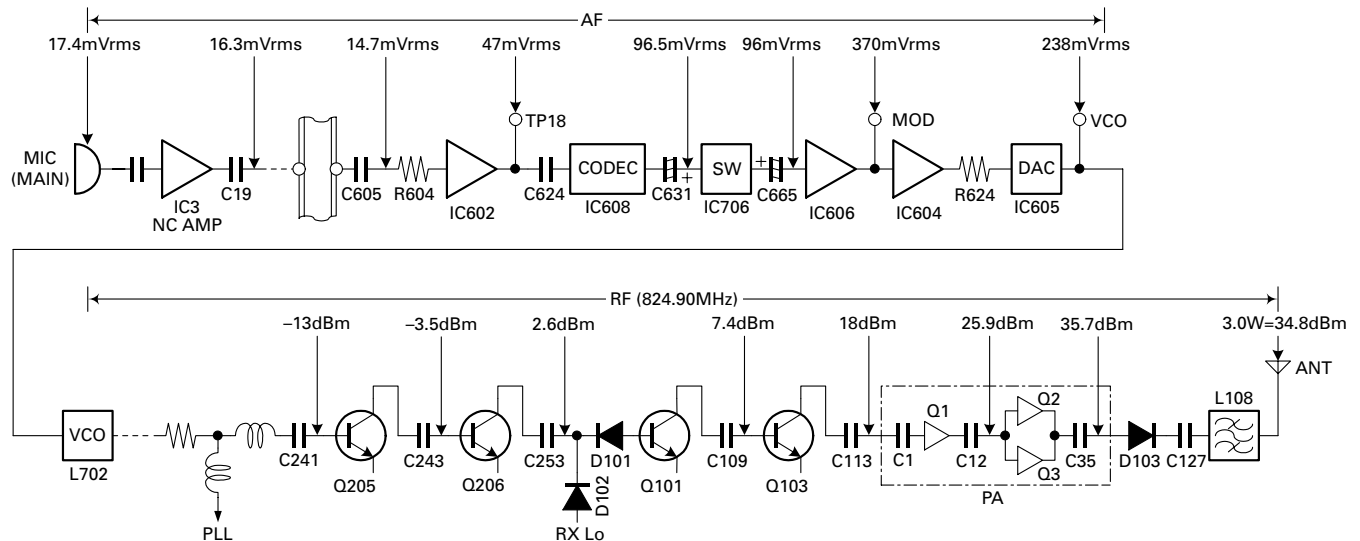 AF
17.4mVrms 16.3mVrms 14.7mVrms 47mVrms 96.5mVrms 96mVrms 370mVrms 238mVrms
TP18 MOD VCO
MIC
(MAIN)
CODEC SW DAC
+ +
IC3 C19 C605 R604 IC602 C624 IC608 C631 IC706 C665 IC606 IC604 R624 IC605
NC AMP
RF (824.90MHz)
–13dBm –3.5dBm 2.6dBm 7.4dBm 18dBm 25.9dBm 35.7dBm 3.0W=34.8dBm
ANT
Q1 Q2 L108
VCO
L702 C241 Q205 C243 Q206 C253 D101 Q101 C109 Q103 C113 C1 C12 Q3 C35 D103 C127
D102
PA
PLL RX Lo